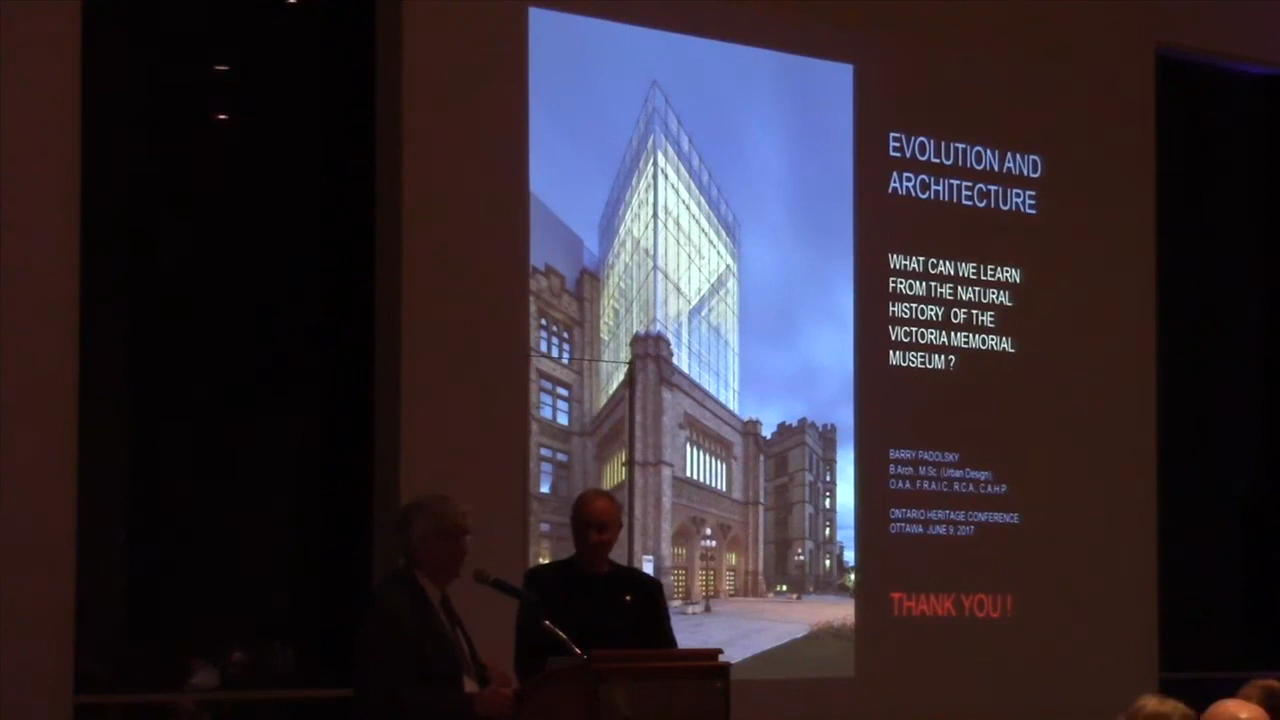 EVOLUTION AND
ARCHITECTURE
WHAT CAN WE LEARN
FROM THE NATURAL
HISTORY OF THE
VICTORIA MEMORIAL
MUSEUM ?
BARRY PADOLSKY
B.Arch., M.Sc. (Urban Design),
O.A.A., F.R.A.I.C., R.C.A., C.A.H.P.
ONTARIO HERITAGE CONFERENCE
OTTAWA JUNE 9, 2017
THANK YOU !